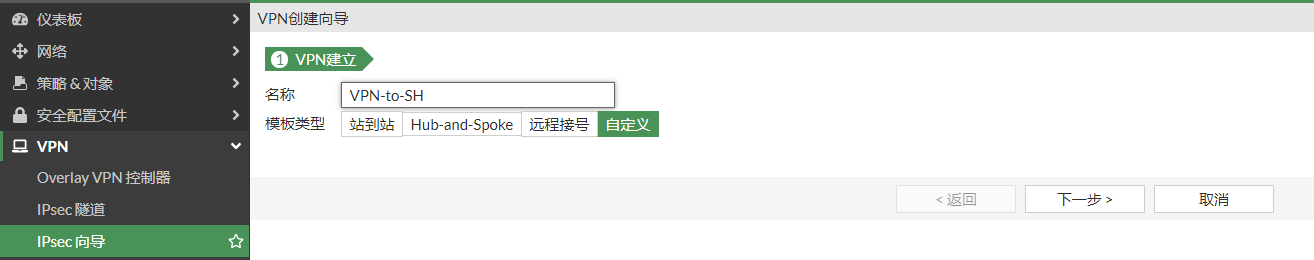 仪表板
网络
策略 & 对象
安全配置文件
VPN
Overlay VPN 控制器
IPsec 隧道
IPsec 向导
VPN创建向导
1 VPN建立
名称 VPN-to-SH
模板类型 站到站 Hub-and-Spoke 远程接号 自定义
< 返回 下一步 > 取消